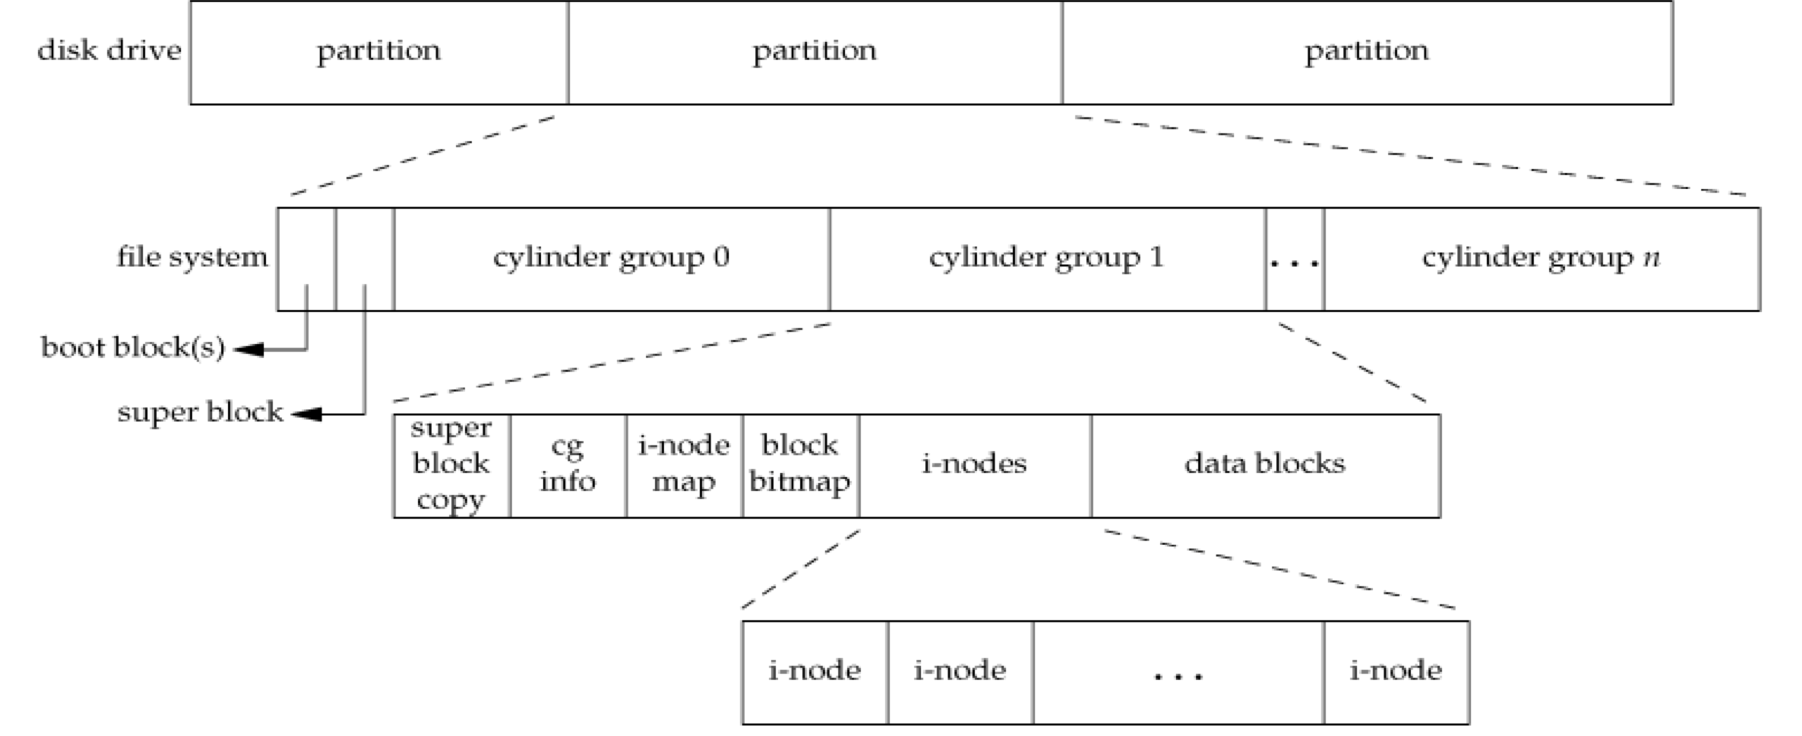 disk drive
partition
partition
partition
file system
cylinder group 0
cylinder group 1
...
cylinder group n
boot block(s)
super block
super
block
copy
cg
info
i-node
map
block
bitmap
i-nodes
data blocks
i-node
i-node
...
i-node